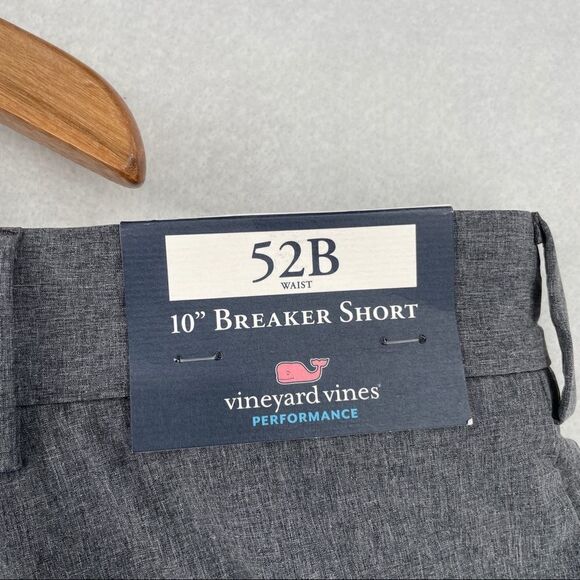 52B
WAIST
10” BREAKER SHORT
vineyard vines®
PERFORMANCE